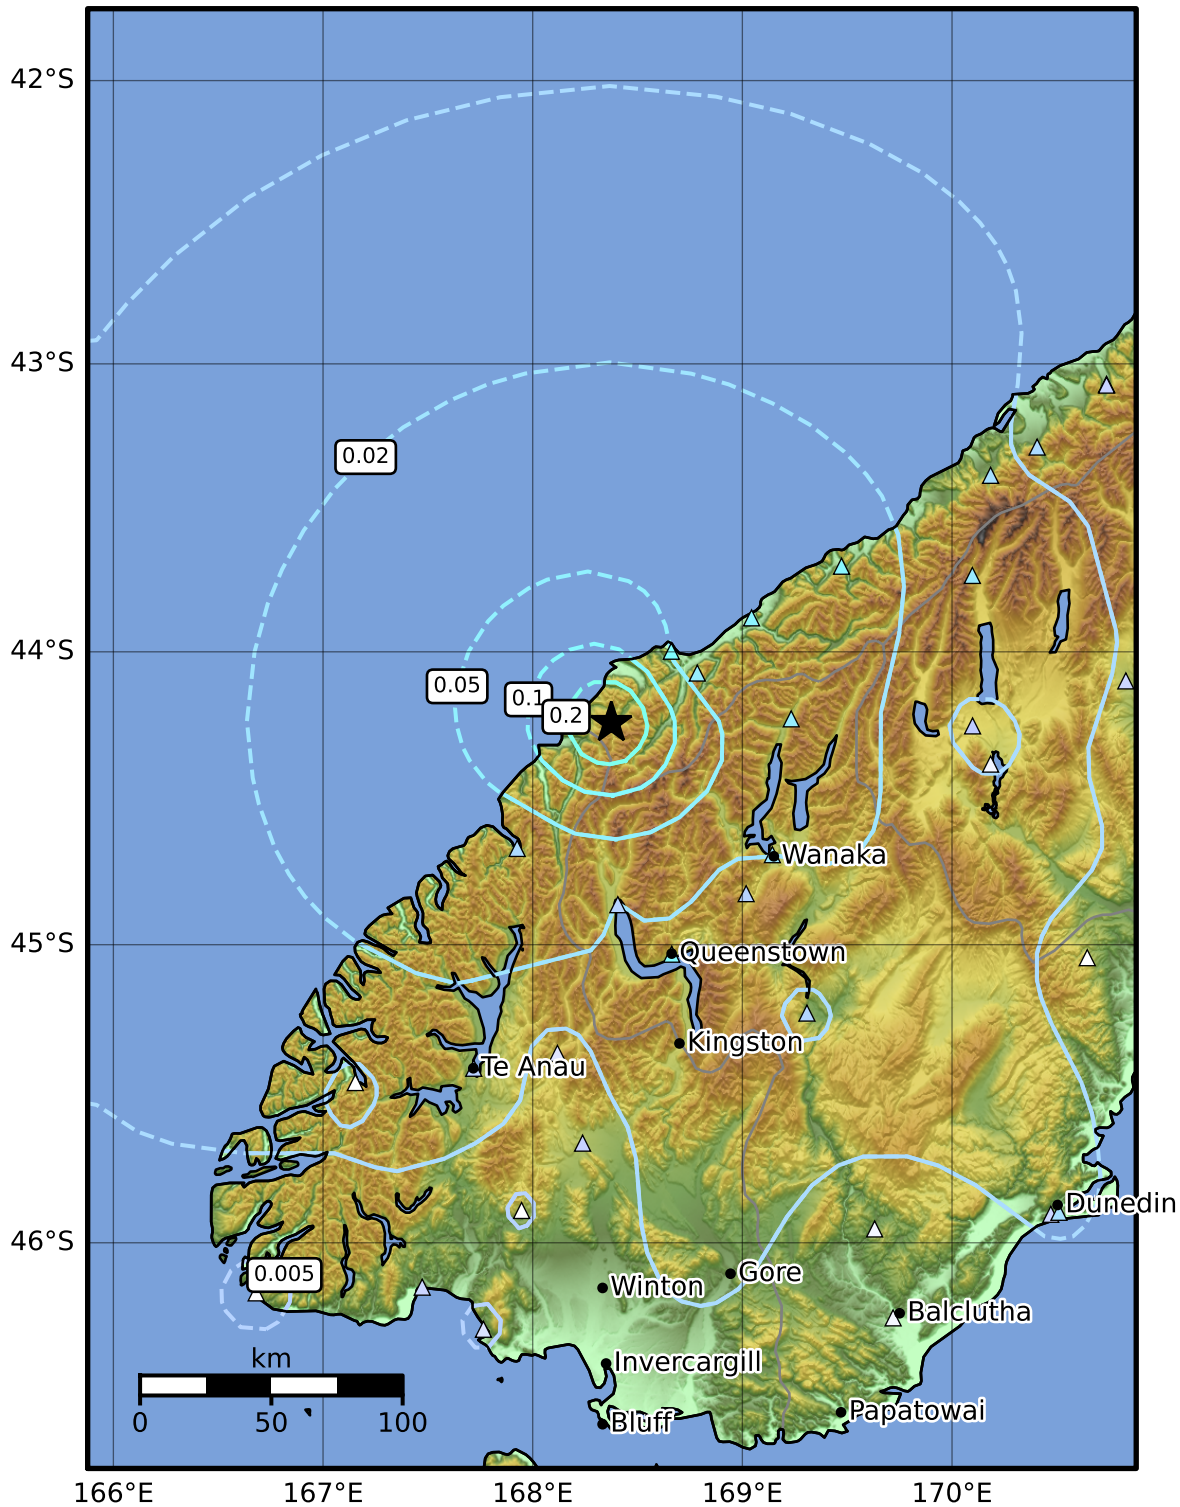 42°S
43°S
0.02
44°S
0.05
0.1
0.2
Wanaka
45°S
Queenstown
Kingston
Te Anau
Dunedin
46°S
0.005
Winton
Gore
Balclutha
km
Invercargill
0 50 100
Bluff
Papatowai
166°E 167°E 168°E 169°E 170°E